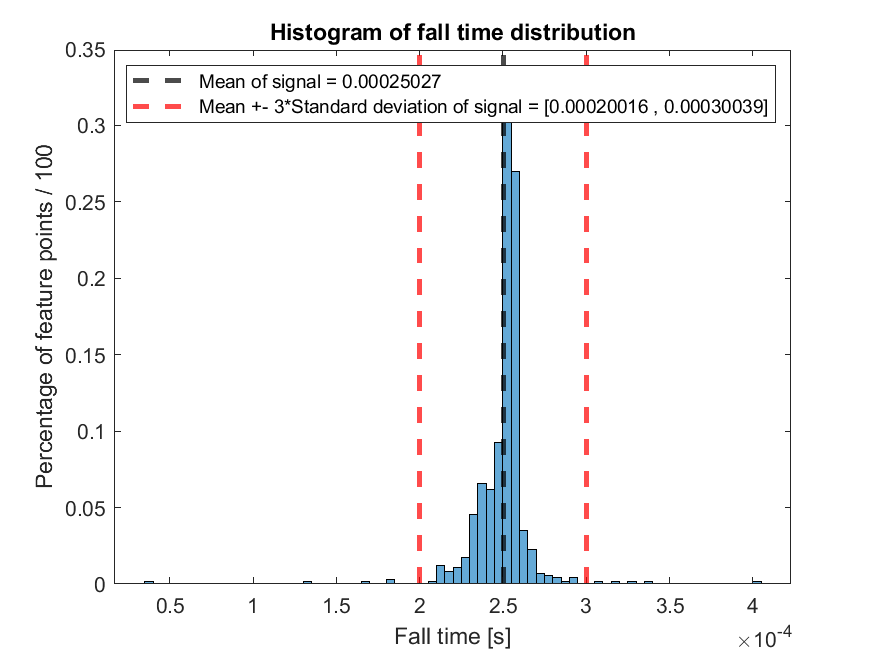 Histogram of fall time distribution
0.35
Mean of signal = 0.00025027
Mean +- 3*Standard deviation of signal = [0.00020016 , 0.00030039]
0.3
0.25
0.2
0.15
0.1
0.05
0
Percentage of feature points / 100
0.5 1 1.5 2 2.5 3 3.5 4
Fall time [s]
×10-4